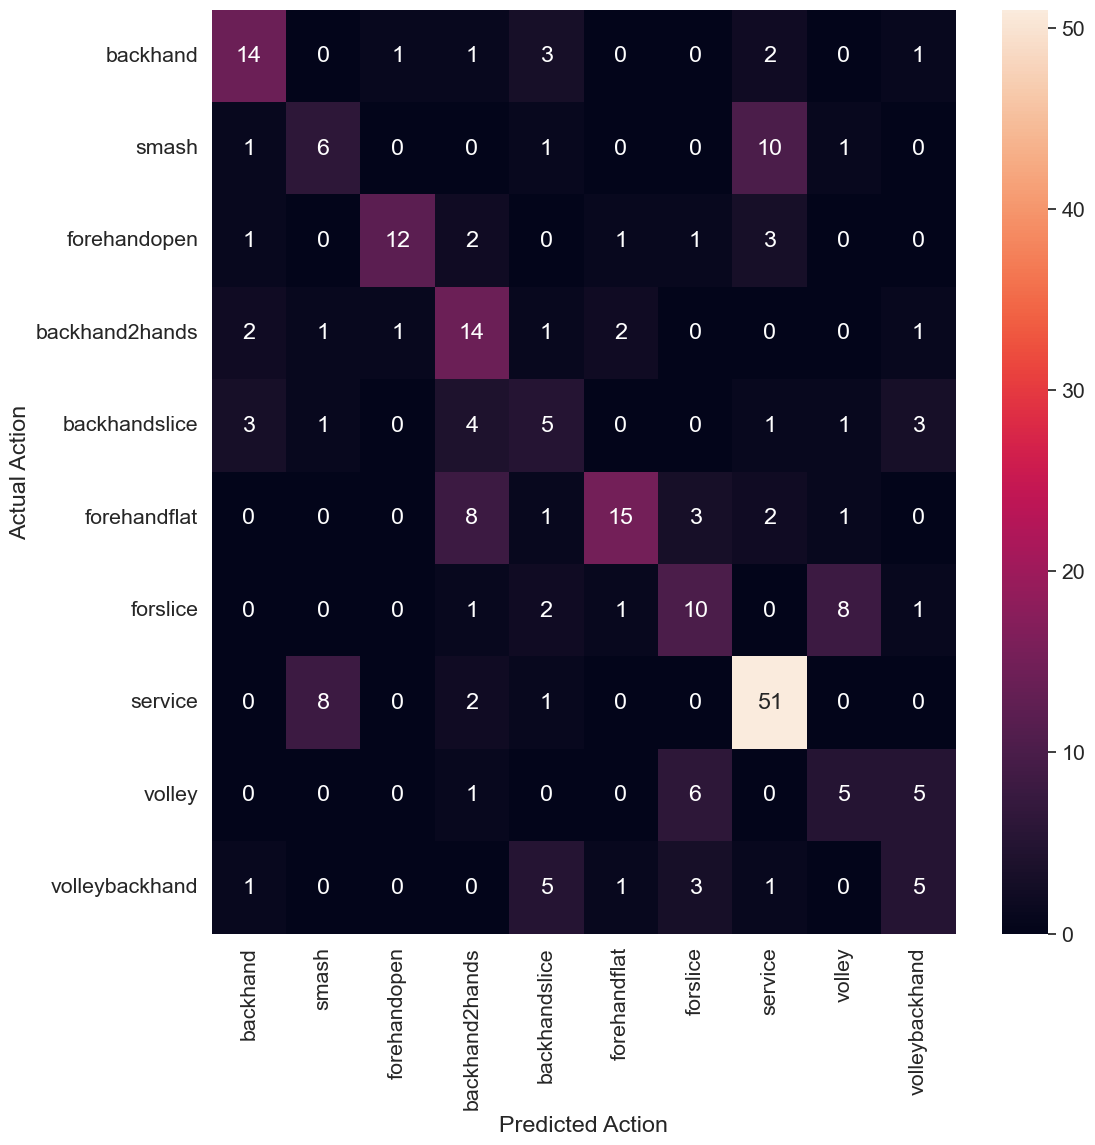 backhand 14 0 1 1 3 0 0 2 0 1
smash 1 6 0 0 1 0 0 10 1 0
forehandopen 1 0 12 2 0 1 1 3 0 0
backhand2hands 2 1 1 14 1 2 0 0 0 1
backhandslice 3 1 0 4 5 0 0 1 1 3
forehandflat 0 0 0 8 1 15 3 2 1 0
forslice 0 0 0 1 2 1 10 0 8 1
service 0 8 0 2 1 0 0 51 0 0
volley 0 0 0 1 0 0 6 0 5 5
volleybackhand 1 0 0 0 5 1 3 1 0 5
Actual Action
backhand
smash
forehandopen
backhand2hands
backhandslice
forehandflat
forslice
service
volley
volleybackhand
Predicted Action
50
40
30
20
10
0